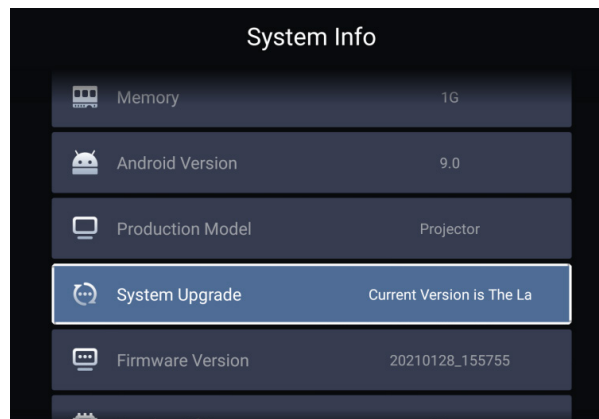 System Info
Memory 1G
Android Version 9.0
Production Model Projector
System Upgrade Current Version is The La
Firmware Version 20210128_155755